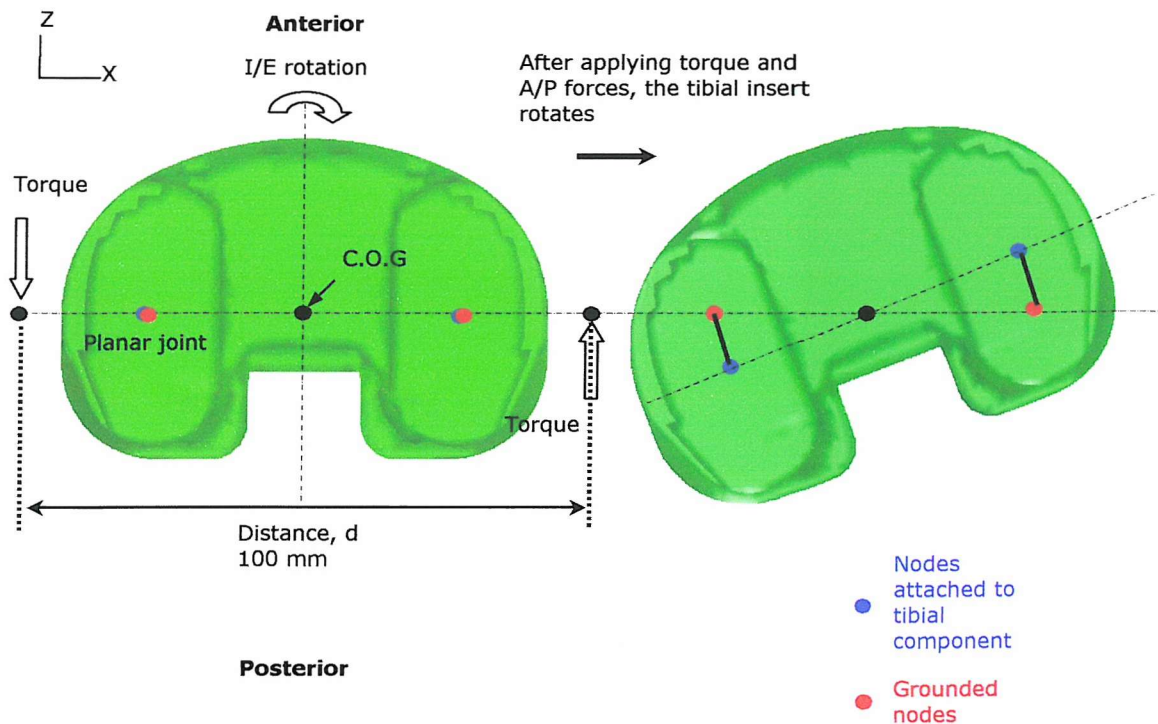 Z
X
Anterior
I/E rotation
After applying torque and
A/P forces, the tibial insert
rotates
Torque
C.O.G
Planar joint
Torque
Distance, d
100 mm
Posterior
Nodes
attached to
tibial
component
Grounded
nodes